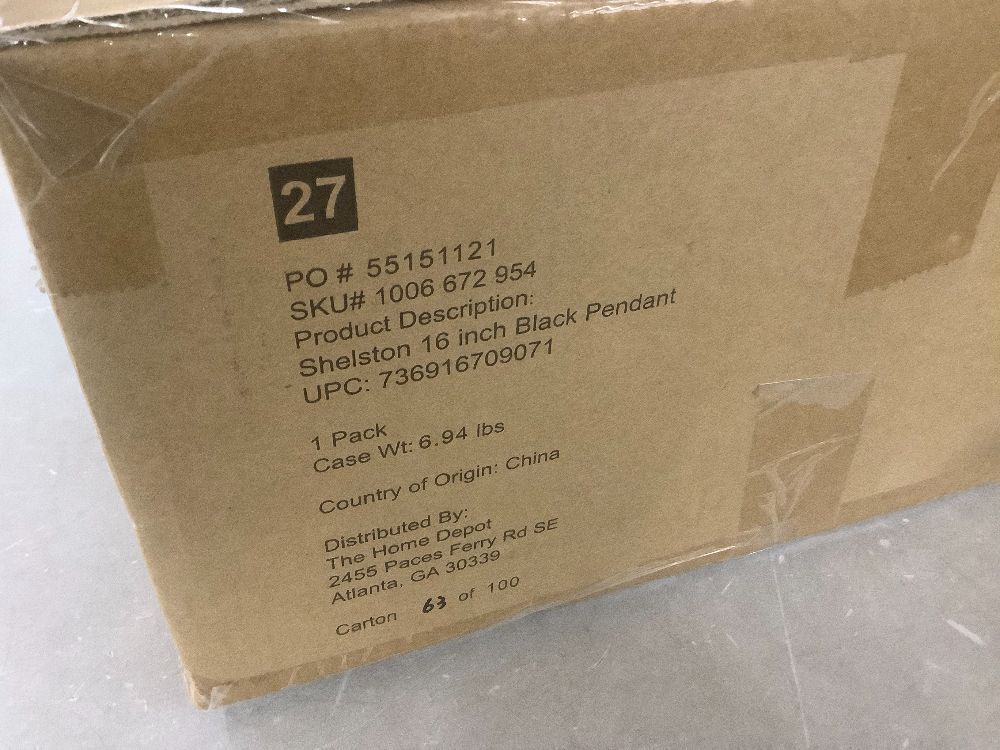 27
PO # 55151121
SKU# 1006 672 954
Product Description:
Shelston 16 inch Black Pendant
UPC: 736916709071
1 Pack
Case Wt: 6.94 lbs
Country of Origin: China
Distributed By:
The Home Depot
2455 Paces Ferry Rd SE
Atlanta, GA 30339
Carton 63 of 100